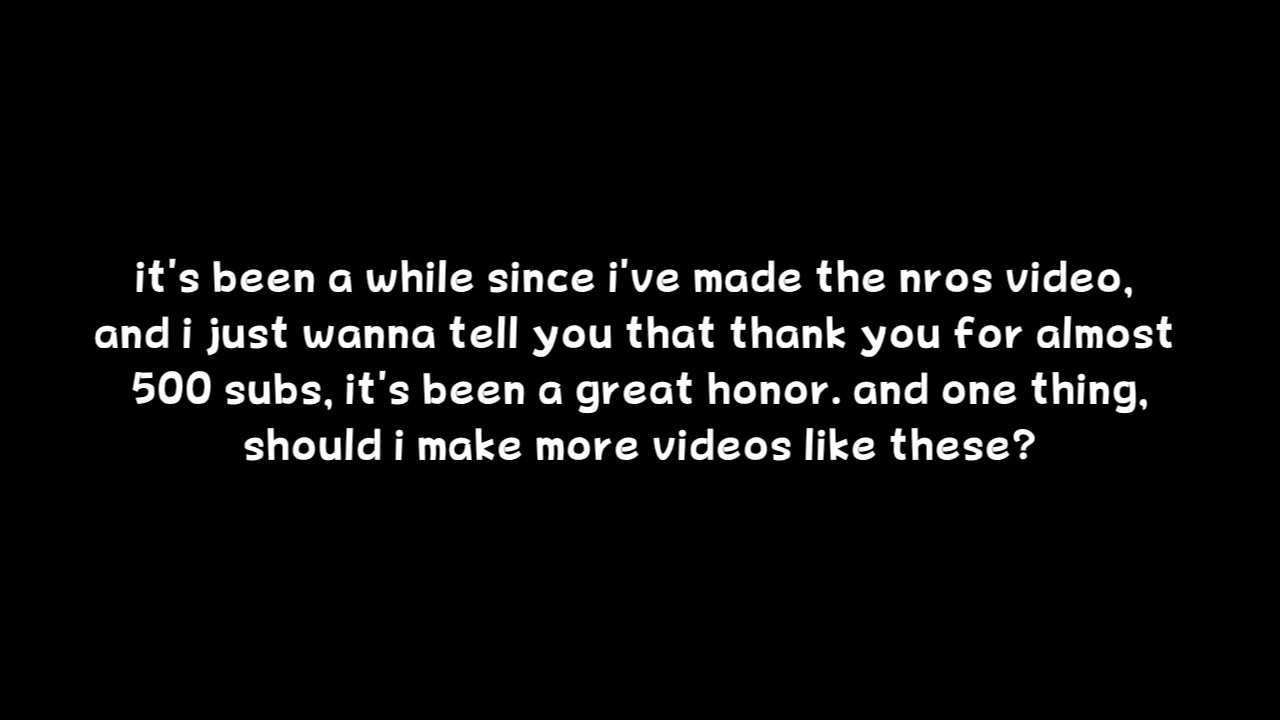 it's been a while since i've made the nros video,
and i just wanna tell you that thank you for almost
500 subs, it's been a great honor. and one thing,
should i make more videos like these?